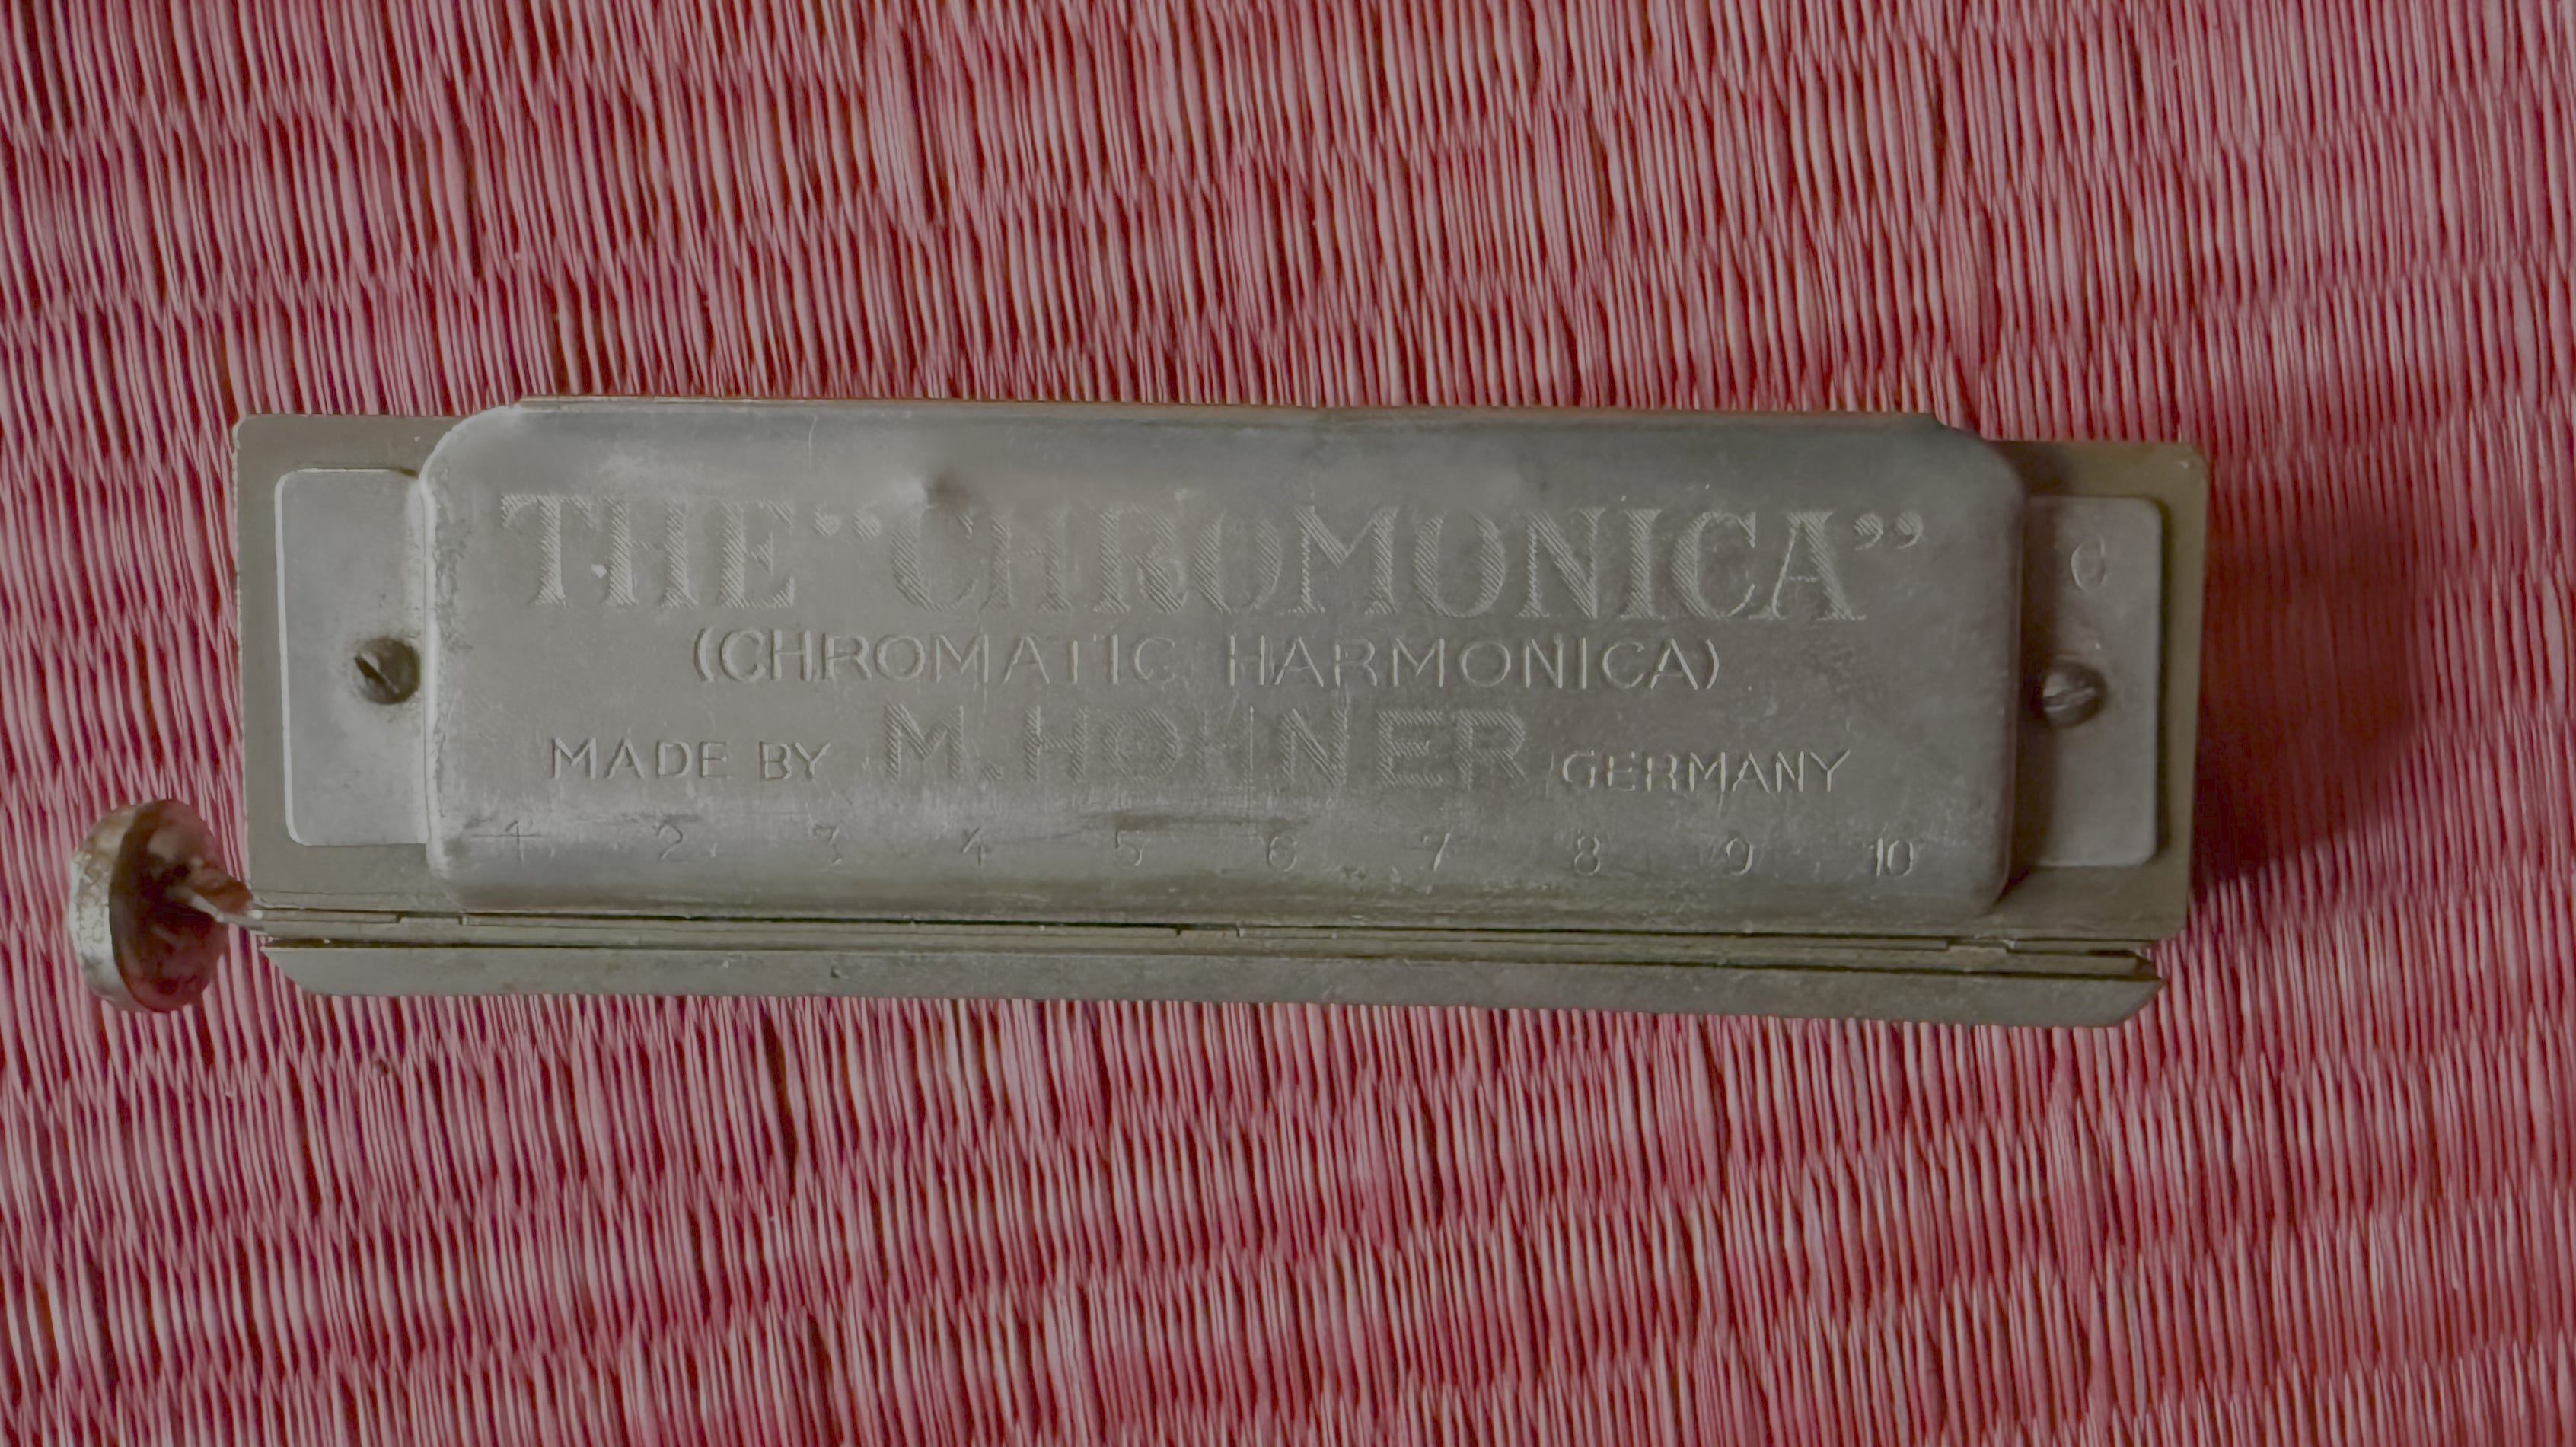 THE “CHROMONICA”
(CHROMATIC HARMONICA)
MADE BY M. HOHNER GERMANY
1 2 3 4 5 6 7 8 9 10